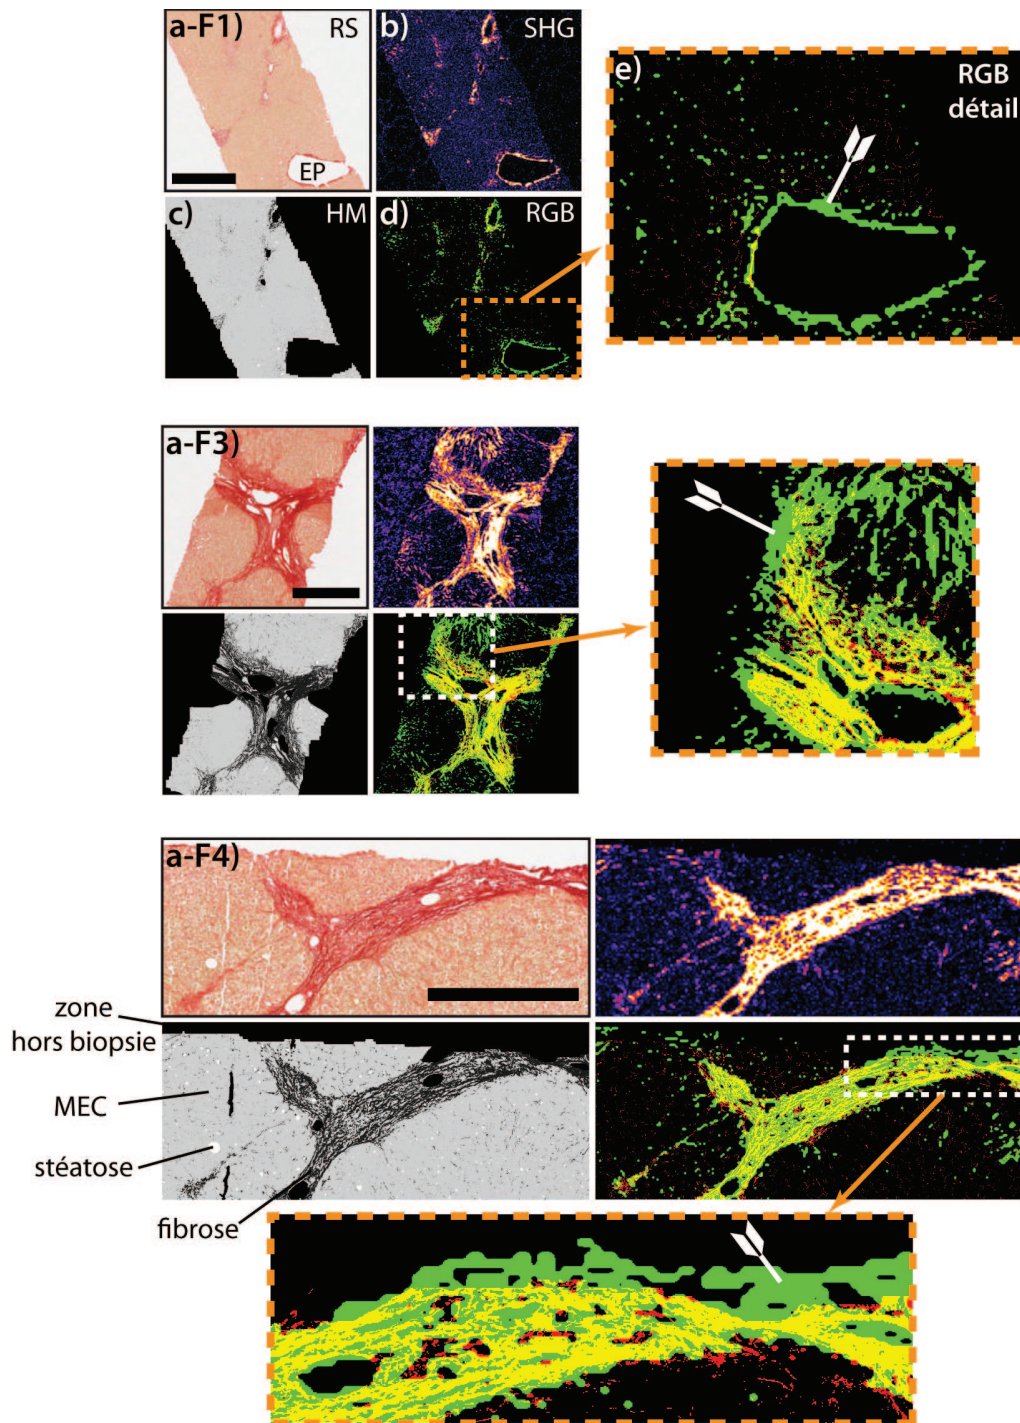 a-F1)
RS
b)
SHG
e)
RGB
détail
EP
c)
HM
d)
RGB
a-F3)
a-F4)
zone
hors biopsie
MEC
stéatose
fibrose